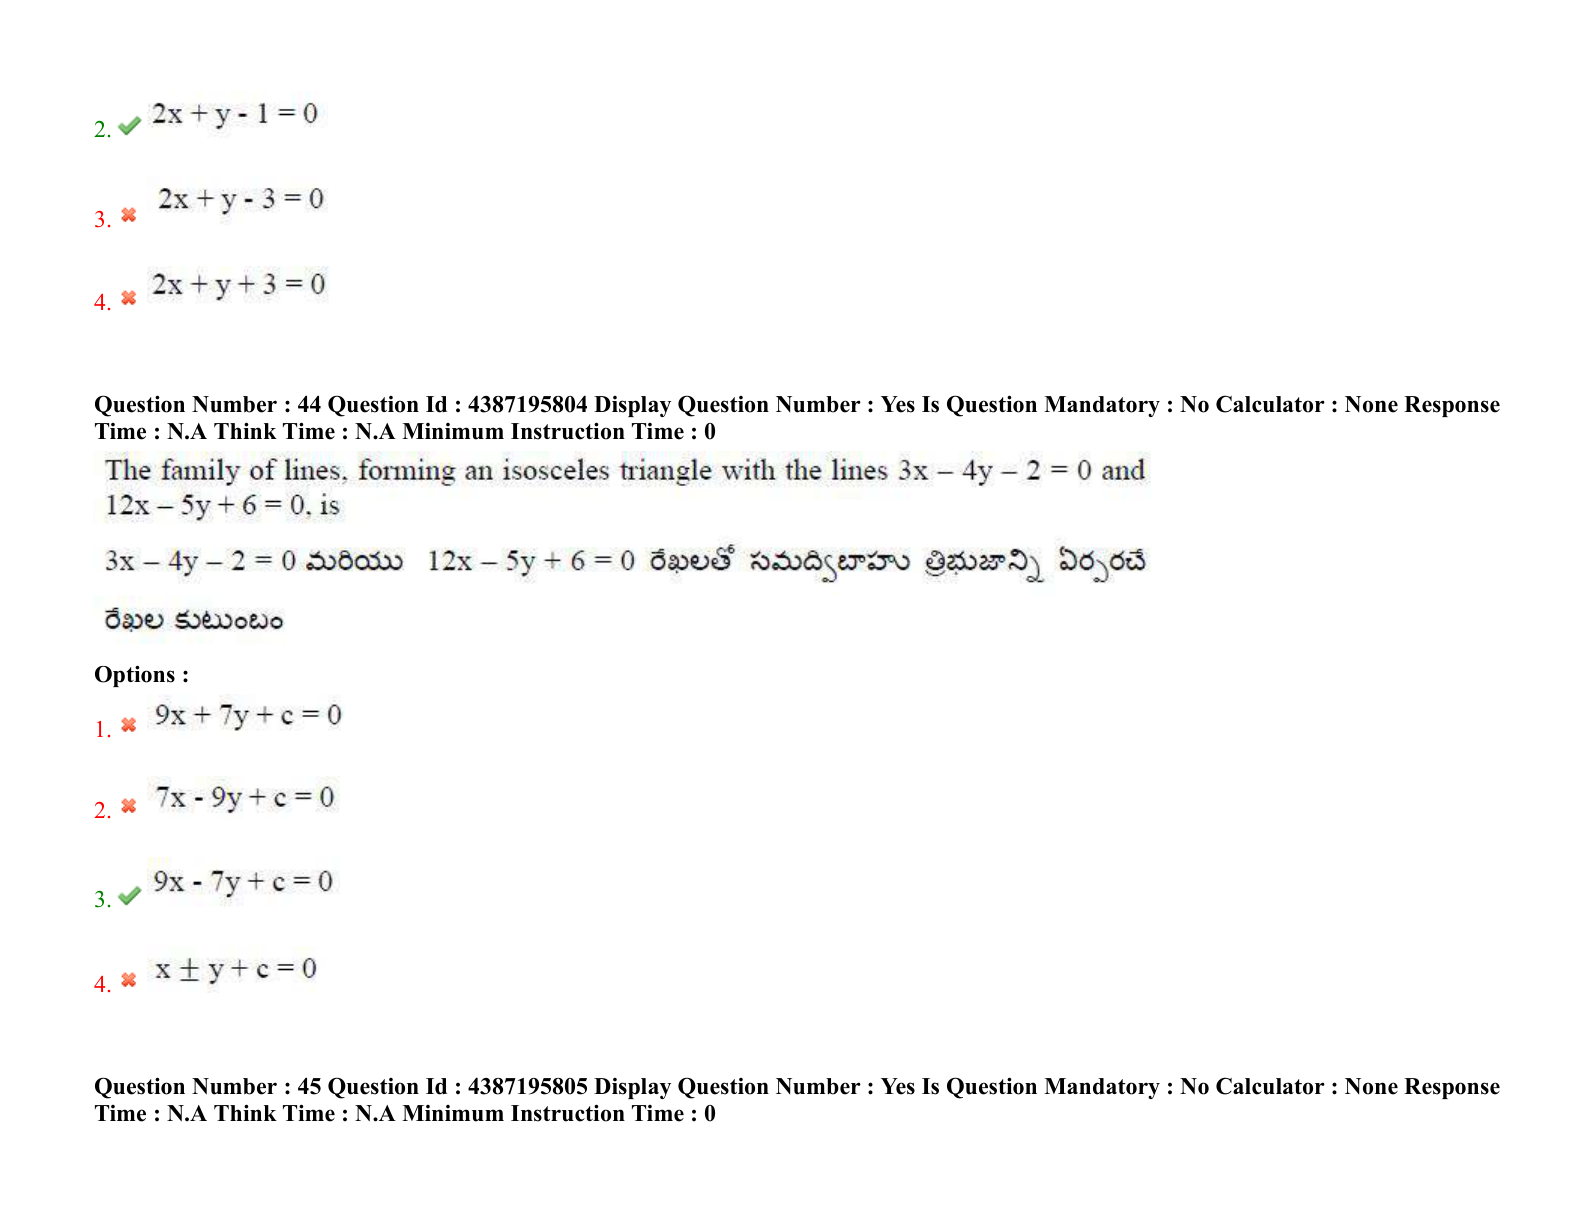 2. 2x + y - 1 = 0
3. 2x + y - 3 = 0
4. 2x + y + 3 = 0
Question Number : 44 Question Id : 4387195804 Display Question Number : Yes Is Question Mandatory : No Calculator : None Response
Time : N.A Think Time : N.A Minimum Instruction Time : 0
The family of lines, forming an isosceles triangle with the lines 3x – 4y – 2 = 0 and
12x – 5y + 6 = 0, is
3x – 4y – 2 = 0 మరియు 12x – 5y + 6 = 0 రేఖలతో సమద్విబాహు త్రిభుజాన్ని ఏర్పరచే
రేఖల కుటుంబం
Options :
1. 9x + 7y + c = 0
2. 7x - 9y + c = 0
3. 9x - 7y + c = 0
4. x ± y + c = 0
Question Number : 45 Question Id : 4387195805 Display Question Number : Yes Is Question Mandatory : No Calculator : None Response
Time : N.A Think Time : N.A Minimum Instruction Time : 0